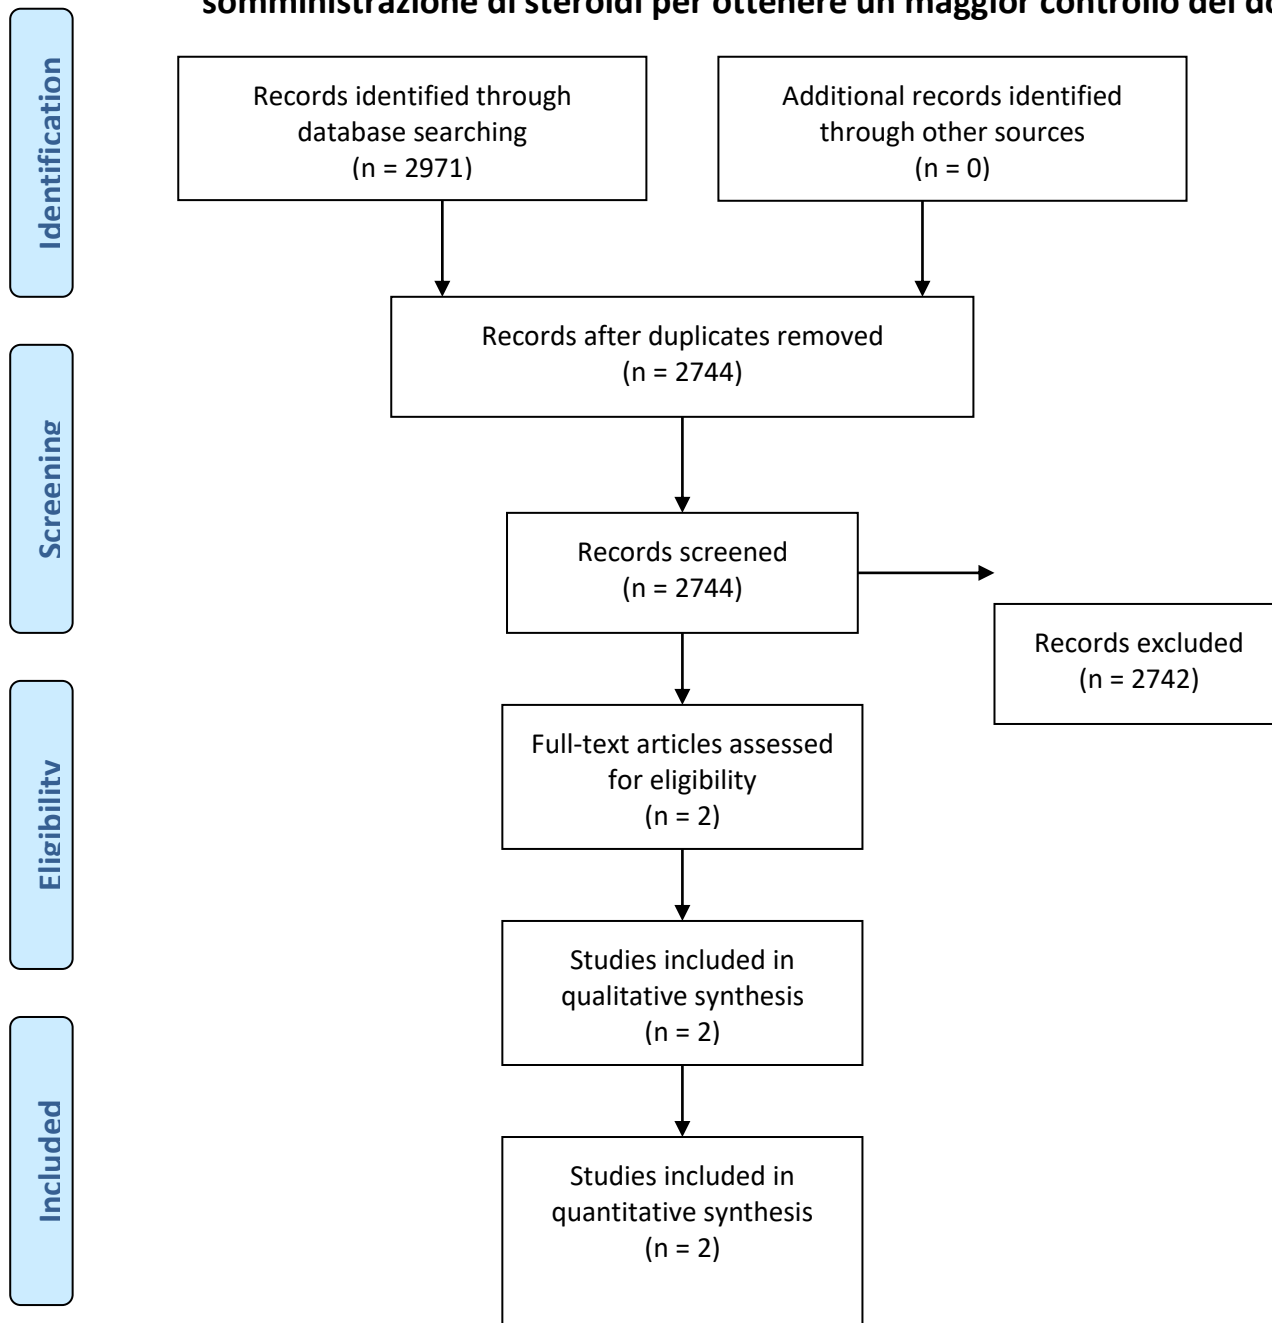 somministrazione di steroidi per ottenere un maggior controllo del
Identification
Records identified through
database searching
(n = 2971)
Additional records identified
through other sources
(n = 0)
Records after duplicates removed
(n = 2744)
Screening
Records screened
(n = 2744)
Records excluded
(n = 2742)
Eligibility
Full-text articles assessed
for eligibility
(n = 2)
Studies included in
qualitative synthesis
(n = 2)
Included
Studies included in
quantitative synthesis
(n = 2)